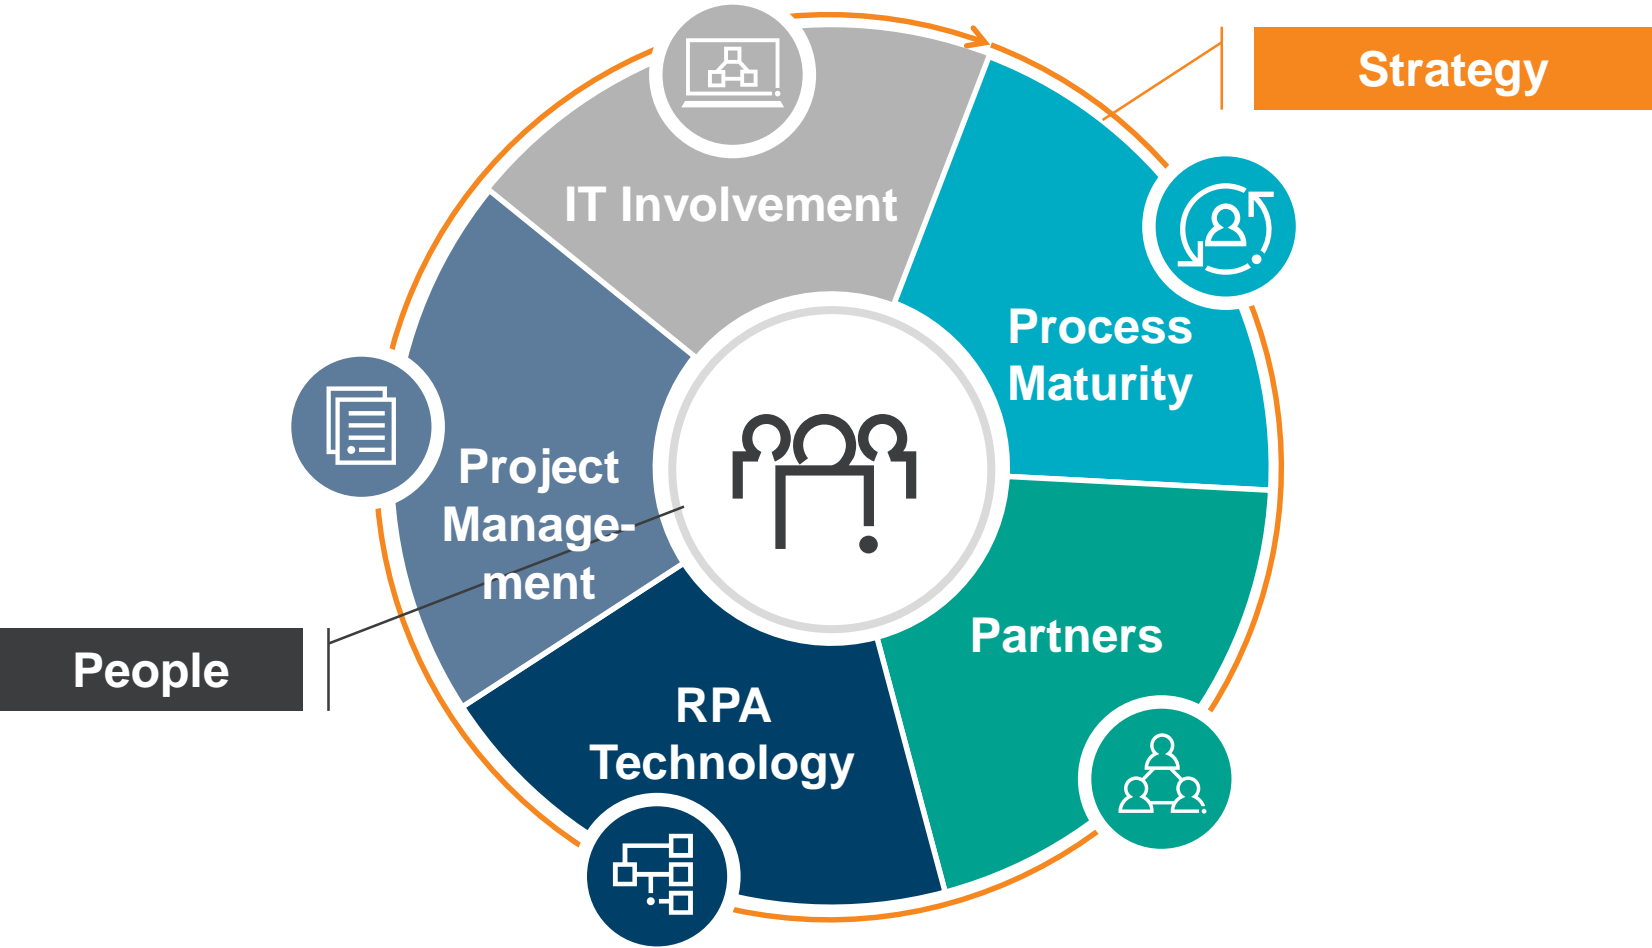 Strategy
IT Involvement
Process
Maturity
Project
Manage-
ment
Partners
People
RPA
Technology